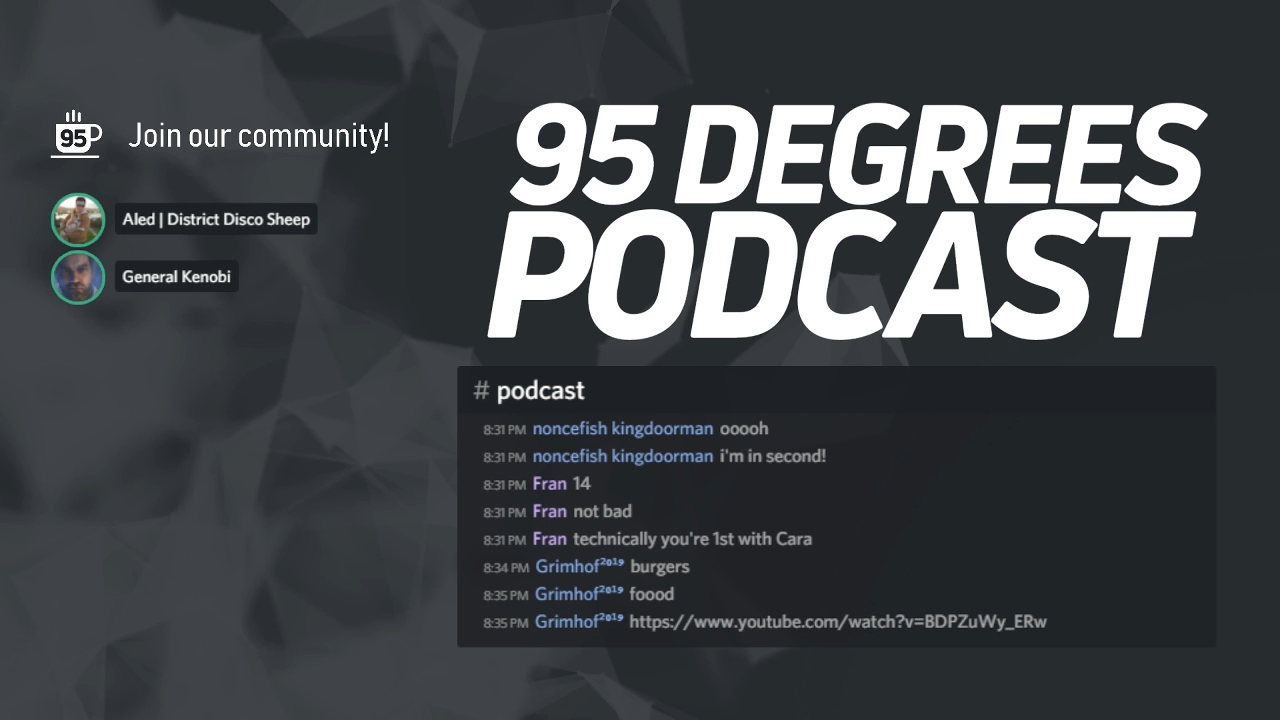 95
Join our community!
Aled | District Disco Sheep
General Kenobi
95 DEGREES
PODCAST
# podcast
8:31 PM noncefish kingdoorman ooooh
8:31 PM noncefish kingdoorman i'm in second!
8:31 PM Fran 14
8:31 PM Fran not bad
8:31 PM Fran technically you're 1st with Cara
8:34 PM Grimhof²⁰¹⁹ burgers
8:35 PM Grimhof²⁰¹⁹ foood
8:35 PM Grimhof²⁰¹⁹ https://www.youtube.com/watch?v=BDPZuWy_ERw